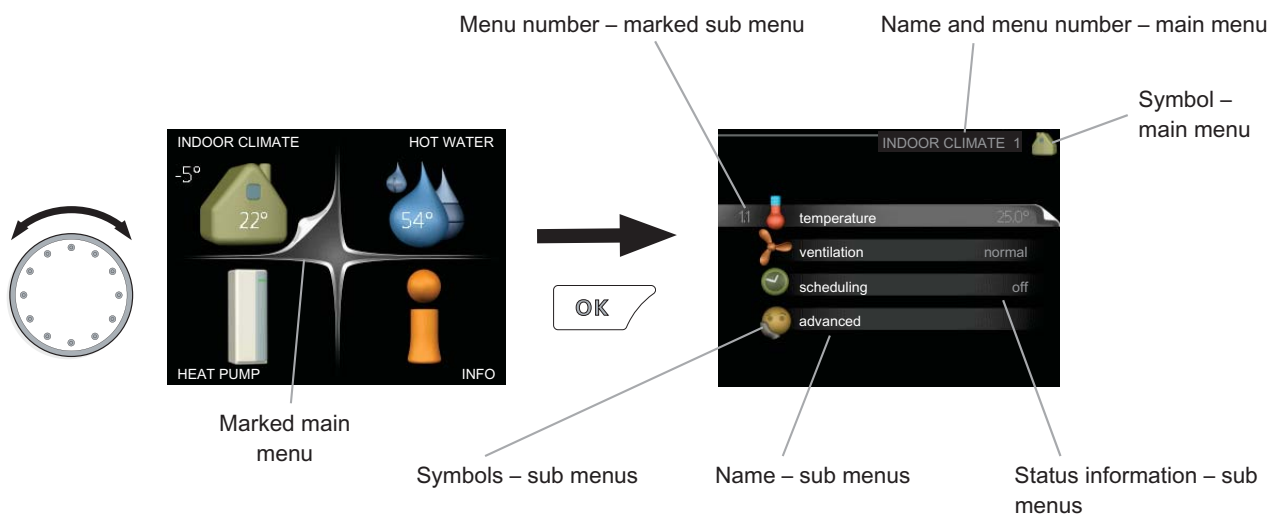 Menu number – marked sub menu
Name and menu number – main menu
Symbol –
main menu
INDOOR CLIMATE
HOT WATER
-5°
22°
54°
HEAT PUMP
INFO
Marked main
menu
OK
INDOOR CLIMATE 1
1.1
temperature
25.0°
ventilation
normal
scheduling
off
advanced
Symbols – sub menus
Name – sub menus
Status information – sub
menus